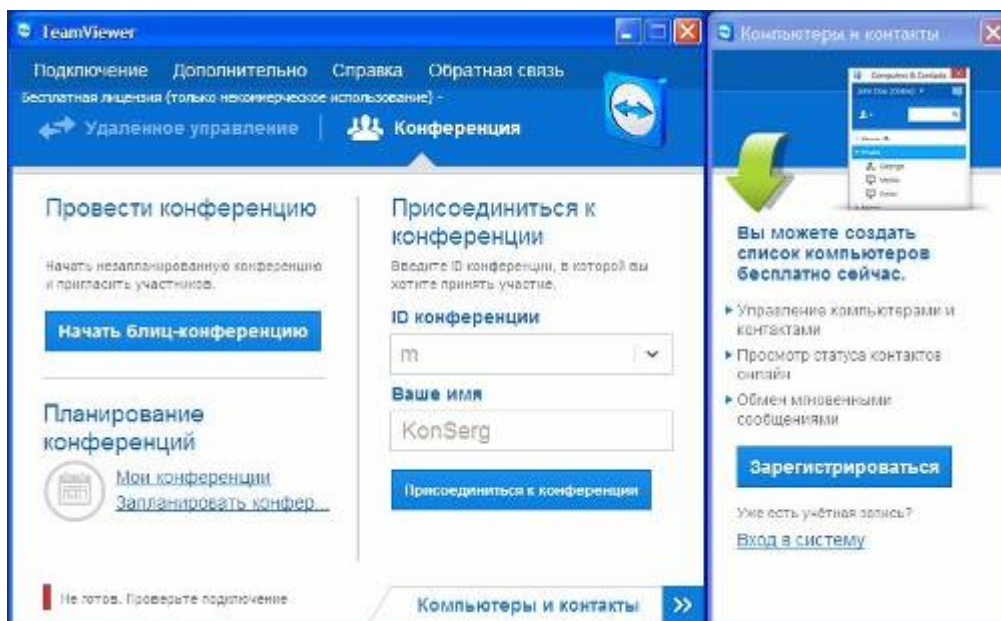 TeamViewer
Подключение Дополнительно Справка Обратная связь
Бесплатная лицензия (только некоммерческое использование) -
Удалённое управление
Конференция
Провести конференцию
Начать незапланированную конференцию
и пригласить участников.
Начать блиц-конференцию
Планирование
конференций
Мои конференции
Запланировать конфер...
Присоединиться к
конференции
Введите ID конференции, в которой вы
хотите принять участие.
ID конференции
m
Ваше имя
KonSerg
Присоединиться к конференции
Не готов. Проверьте подключение
Компьютеры и контакты
Компьютеры и контакты
Computers & Contacts
Вы можете создать
список компьютеров
бесплатно сейчас.
Управление компьютерами и
контактами
Просмотр статуса контактов
онлайн
Обмен мгновенными
сообщениями
Зарегистрироваться
Уже есть учётная запись?
Вход в систему